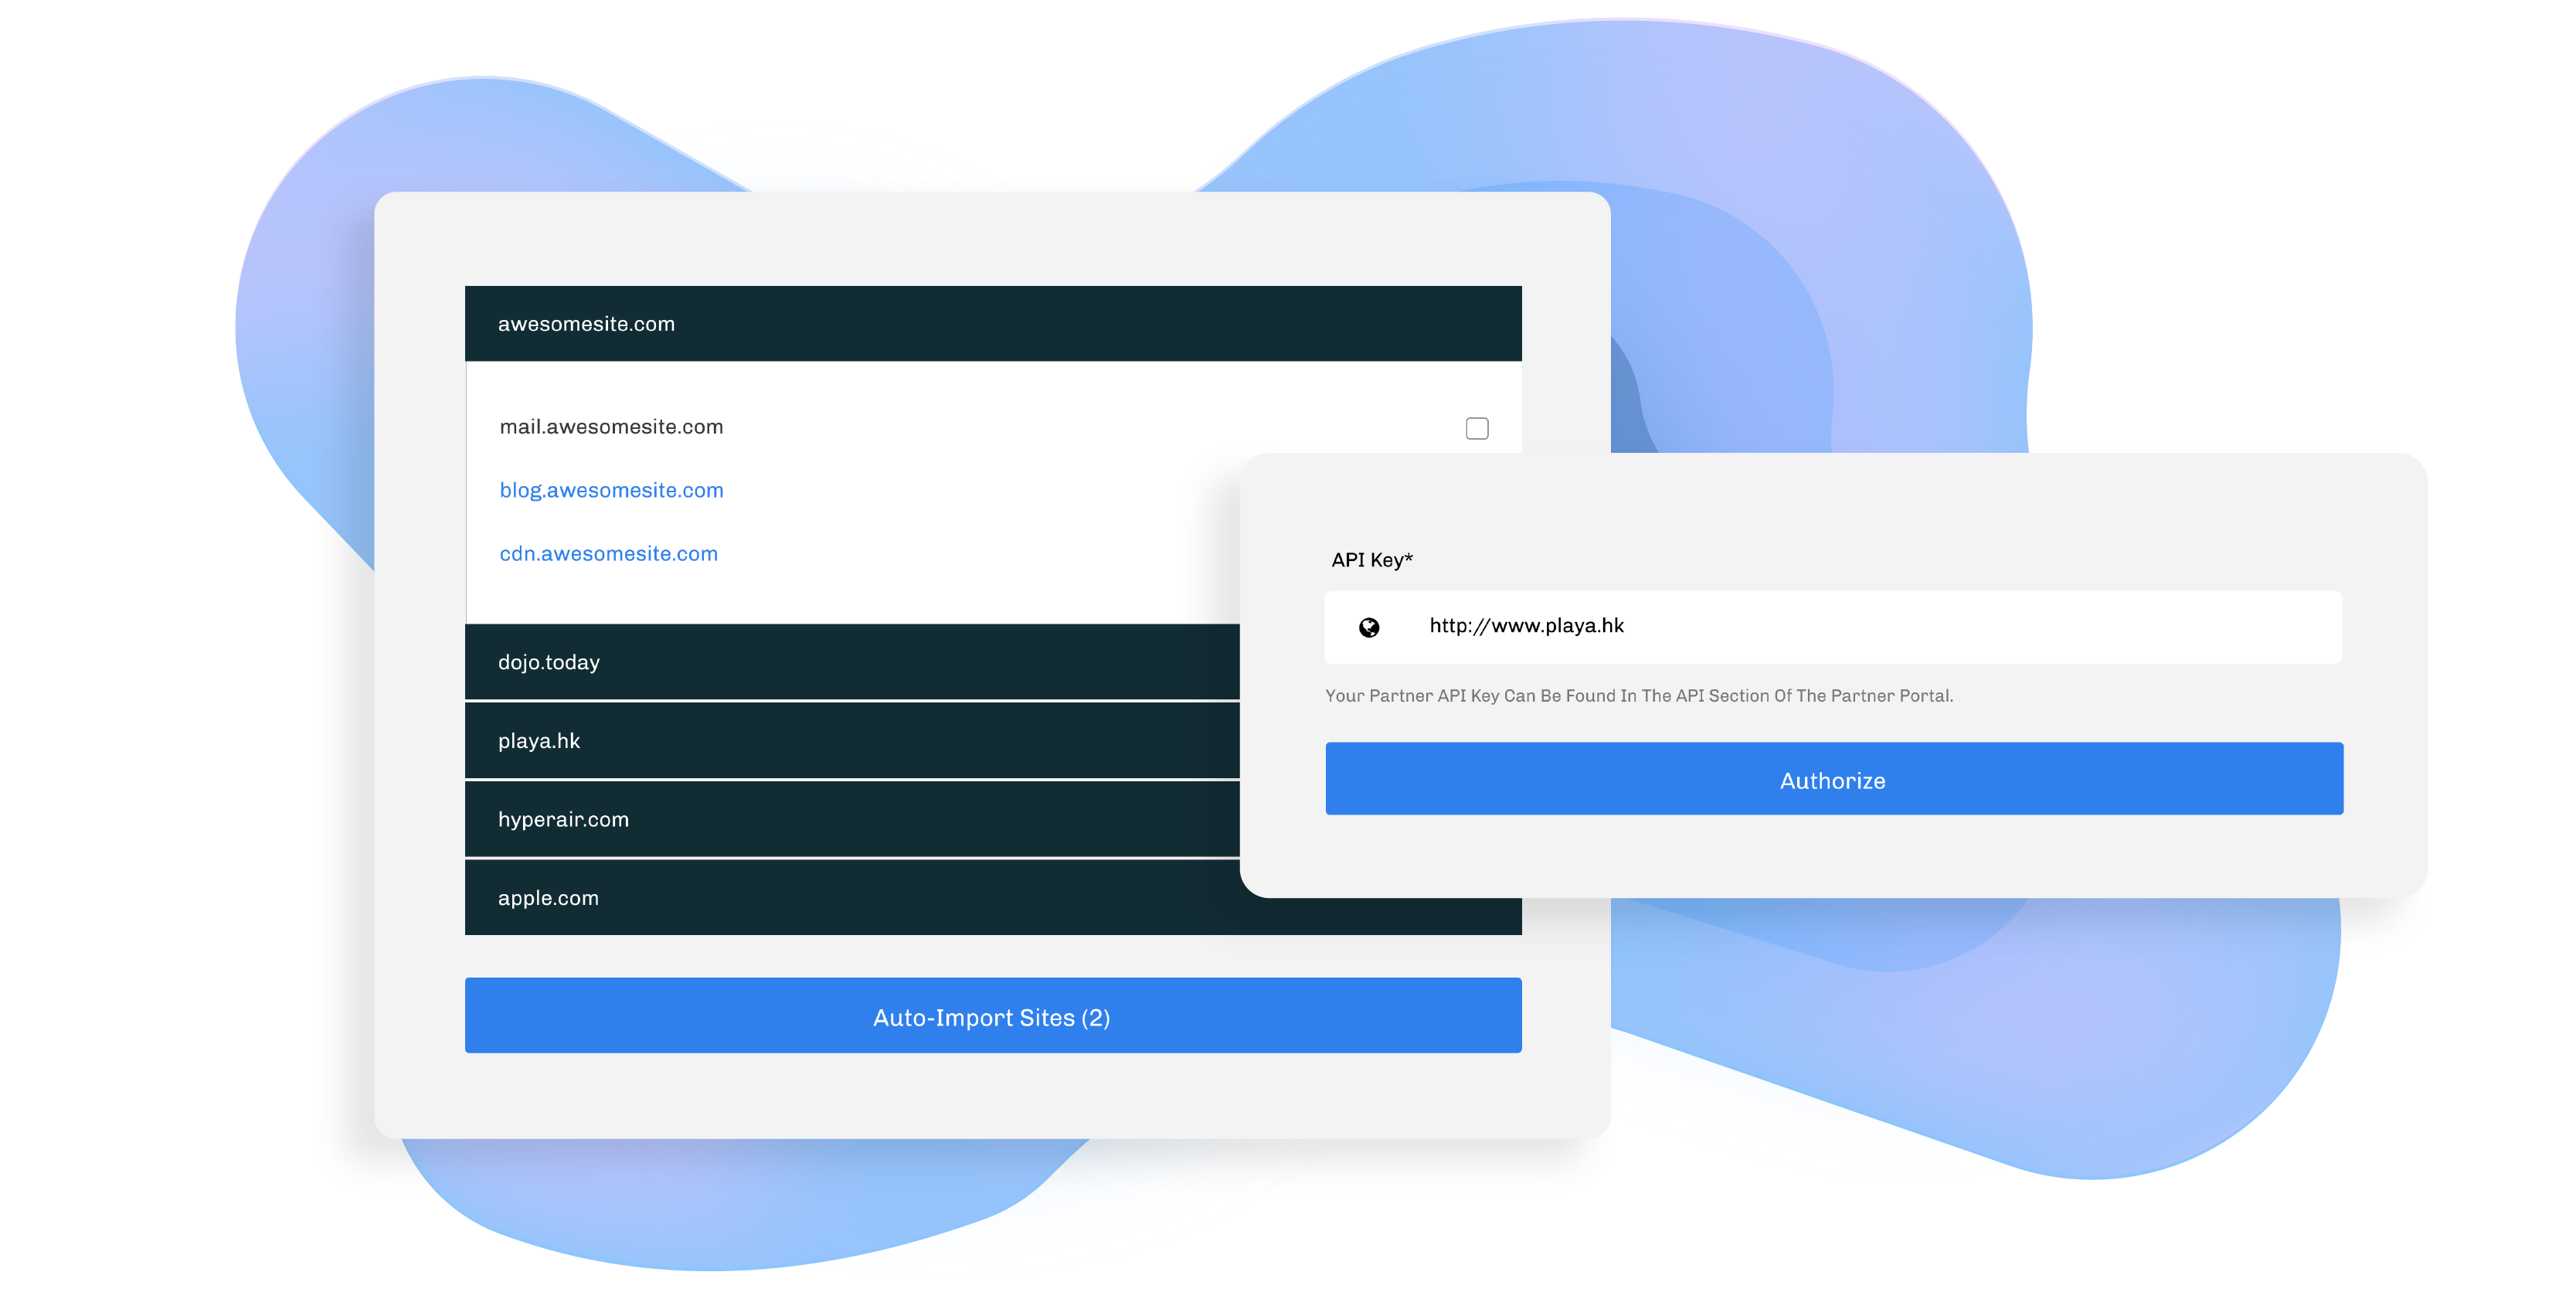 awesomesite.com
mail.awesomesite.com
blog.awesomesite.com
cdn.awesomesite.com
dojo.today
playa.hk
hyperair.com
apple.com
Auto-Import Sites (2)
API Key*
http://www.playa.hk
Your Partner API Key Can Be Found In The API Section Of The Partner Portal.
Authorize